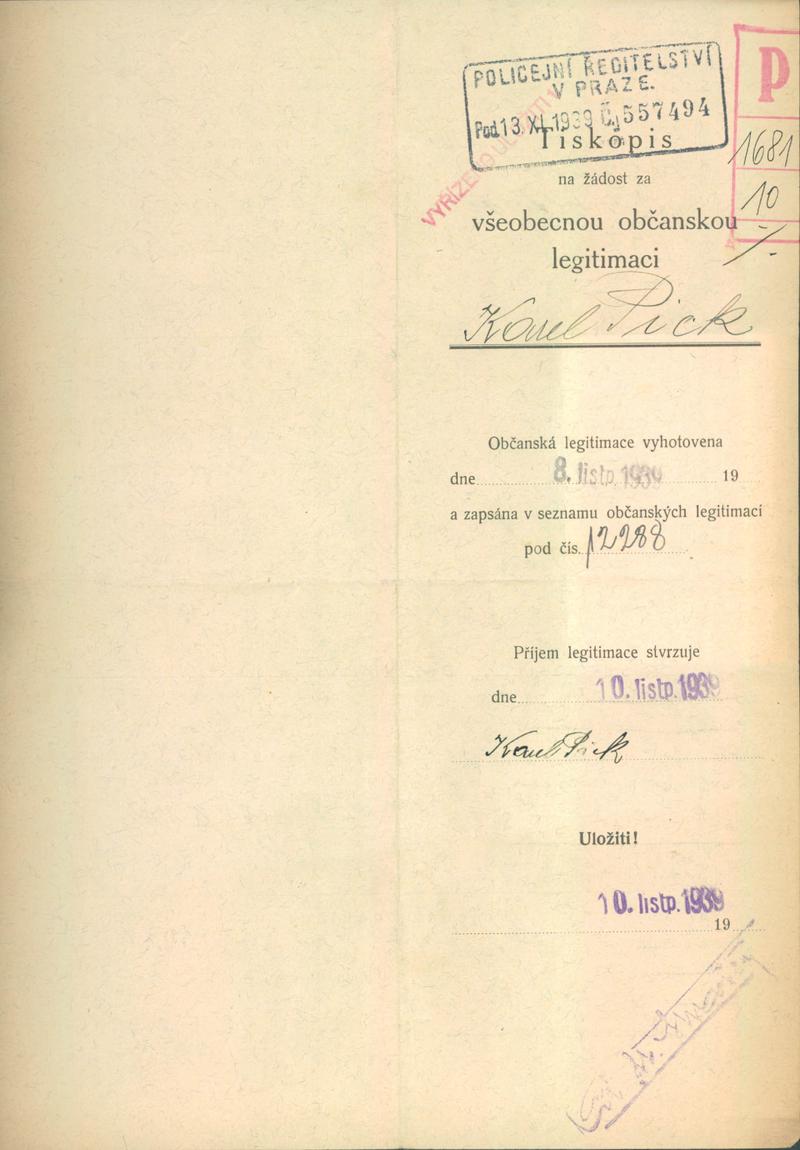 POLICEJNÍ ŘEDITELSTVÍ
V PRAZE.
Pod. 13. XI. 1939 Č.j. 557494
P
1681
10
VYŘÍZENO
Tiskopis
na žádost za
všeobecnou občanskou
legitimaci
Karel Pick
Občanská legitimace vyhotovena
dne 8. listp. 1939 19
a zapsána v seznamu občanských legitimací
pod čís. 12288
Příjem legitimace stvrzuje
dne 10. listp. 1939
Karel Pick
Uložiti!
10. listp. 1939
19